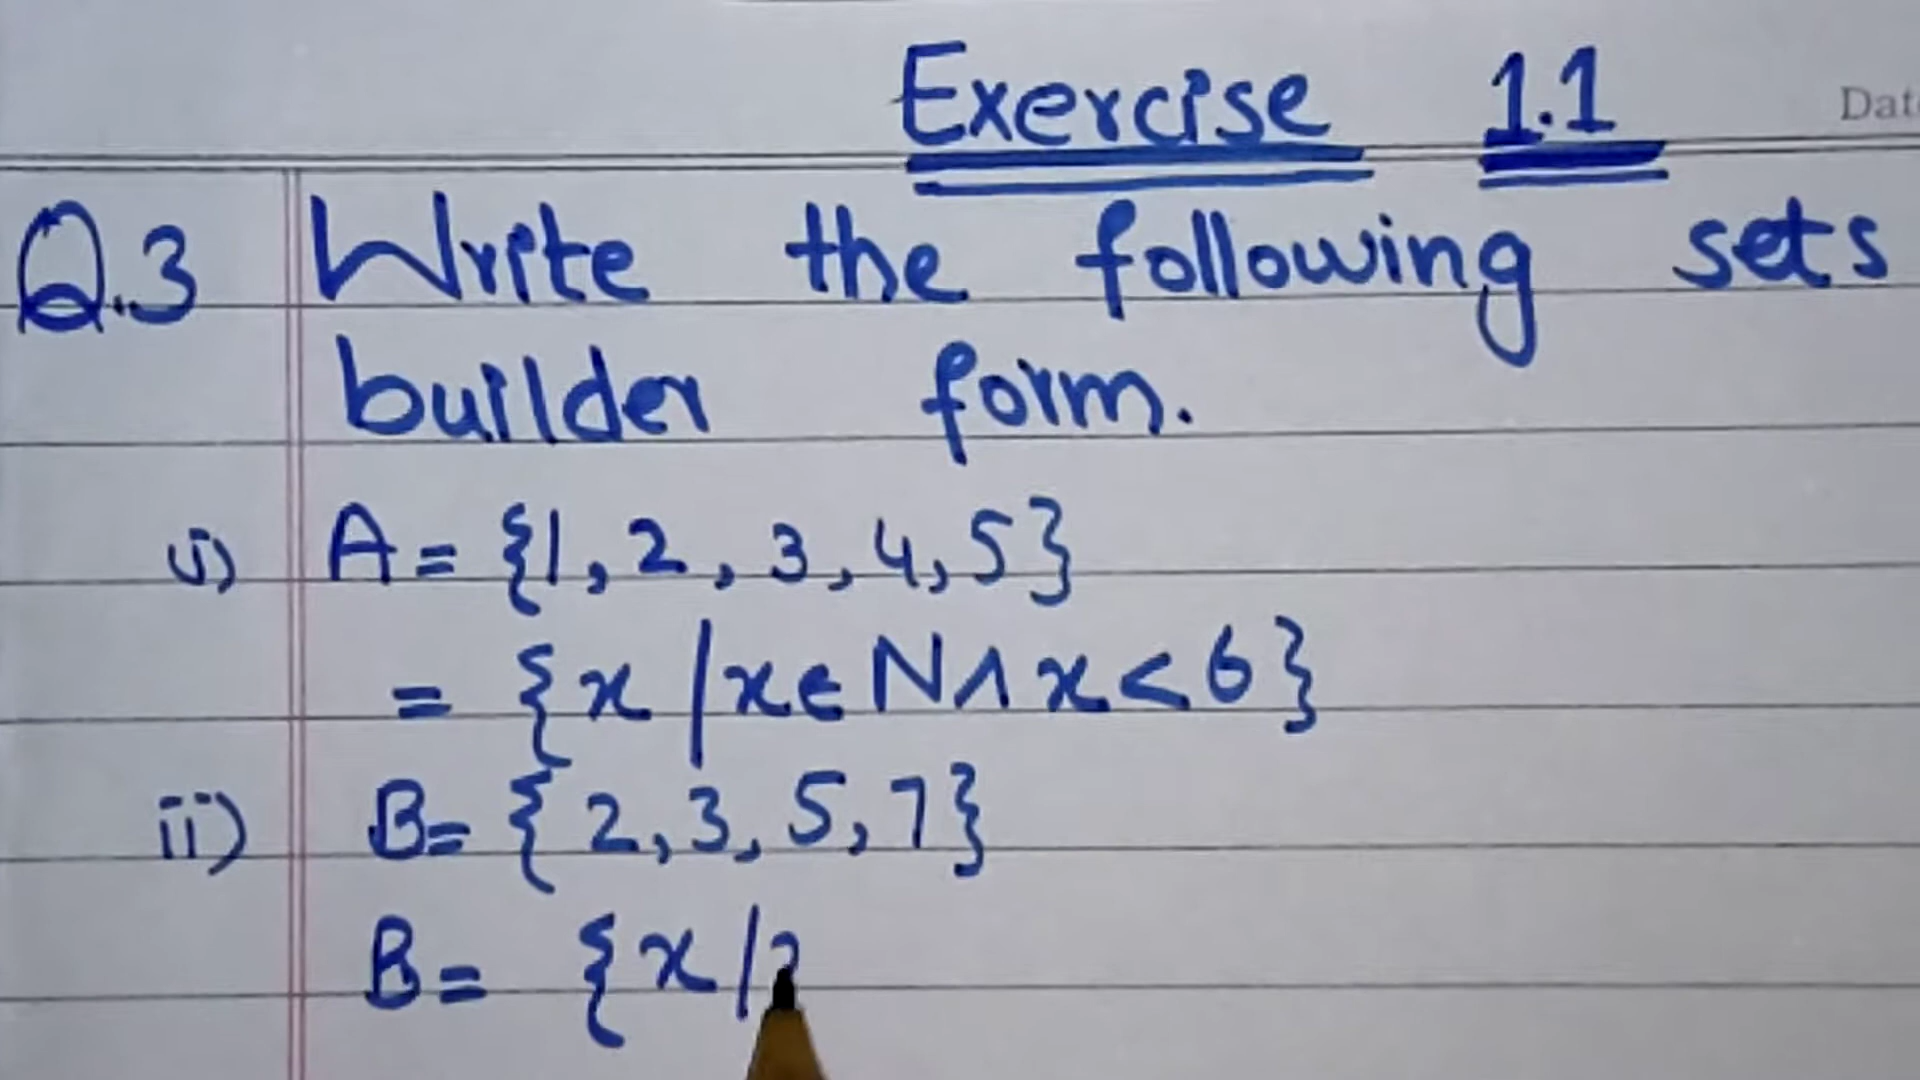 Exercise 1.1
Date
Q.3 Write the following sets
builder form.
i) A = {1, 2, 3, 4, 5}
= {x / x ∈ N ∧ x < 6}
ii) B = {2, 3, 5, 7}
B = {x /